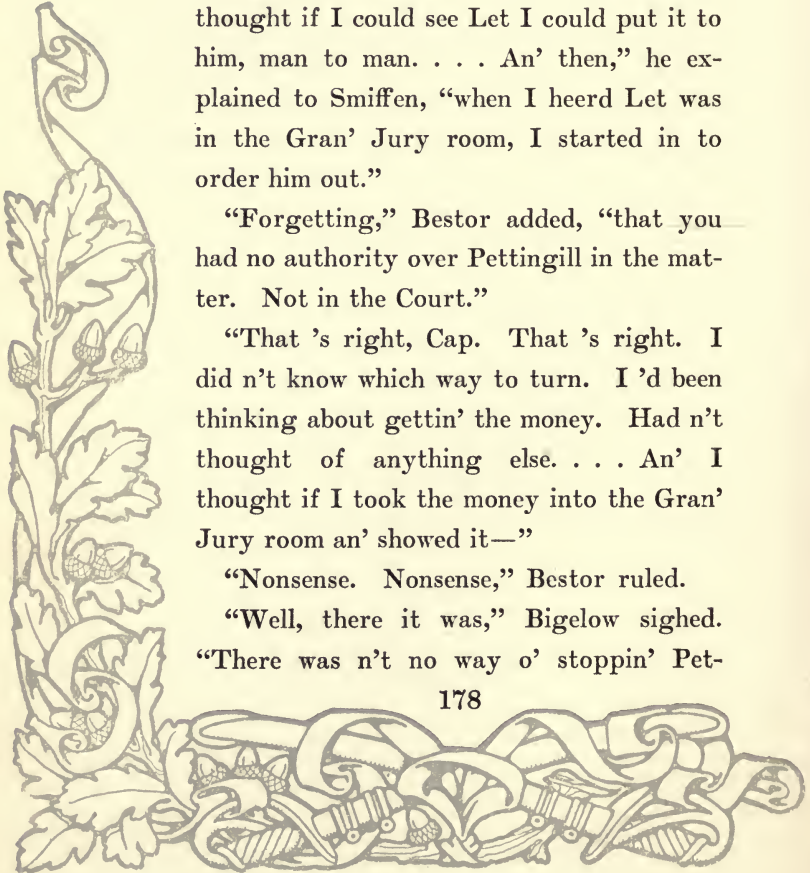 thought if I could see Let I could put it to
him, man to man. . . . An' then,” he ex-
plained to Smiffen, “when I heerd Let was
in the Gran' Jury room, I started in to
order him out.”
“Forgetting,” Bestor added, “that you
had no authority over Pettingill in the mat-
ter. Not in the Court.”
“That 's right, Cap. That 's right. I
did n't know which way to turn. I 'd been
thinking about gettin' the money. Had n't
thought of anything else. . . . An' I
thought if I took the money into the Gran'
Jury room an' showed it—”
“Nonsense. Nonsense,” Bestor ruled.
“Well, there it was,” Bigelow sighed.
“There was n't no way o' stoppin' Pet-
178